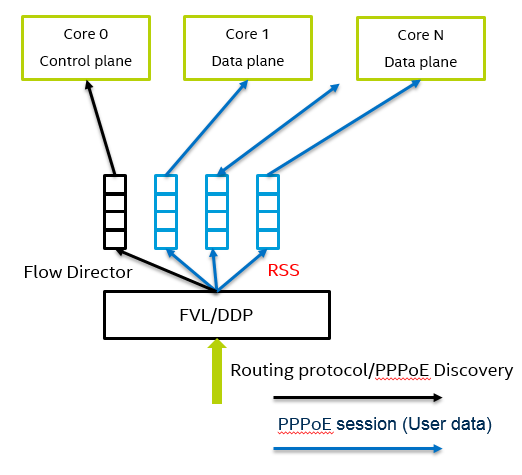 Core 0
Control plane
Core 1
Data plane
Core N
Data plane
Flow Director
RSS
FVL/DDP
Routing protocol/PPPoE Discovery
PPPoE session (User data)